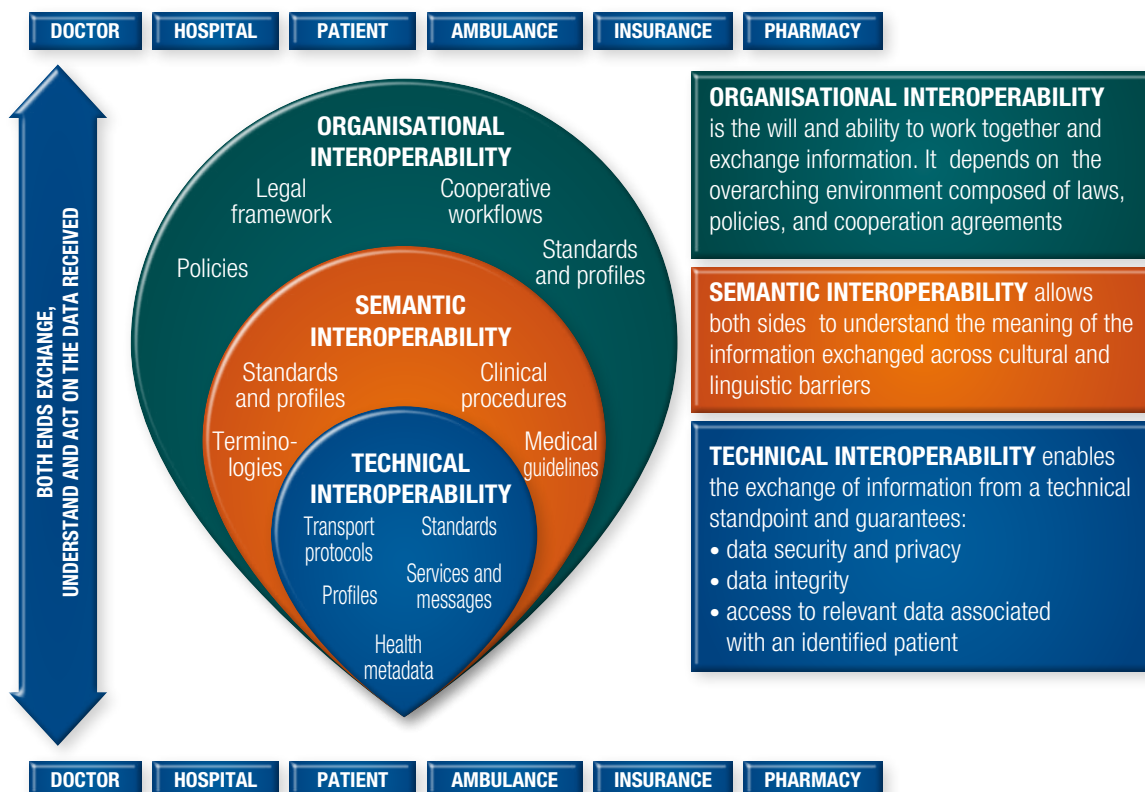 DOCTOR HOSPITAL PATIENT AMBULANCE INSURANCE PHARMACY
BOTH ENDS EXCHANGE,
UNDERSTAND AND ACT ON THE DATA RECEIVED
ORGANISATIONAL
INTEROPERABILITY
Legal
framework
Cooperative
workflows
Policies
Standards
and profiles
SEMANTIC
INTEROPERABILITY
Standards
and profiles
Clinical
procedures
Termino-
logies
Medical
guidelines
TECHNICAL
INTEROPERABILITY
Transport
protocols
Standards
Profiles
Services and
messages
Health
metadata
ORGANISATIONAL INTEROPERABILITY
is the will and ability to work together and
exchange information. It depends on the
overarching environment composed of laws,
policies, and cooperation agreements
SEMANTIC INTEROPERABILITY allows
both sides to understand the meaning of the
information exchanged across cultural and
linguistic barriers
TECHNICAL INTEROPERABILITY enables
the exchange of information from a technical
standpoint and guarantees:
• data security and privacy
• data integrity
• access to relevant data associated
with an identified patient
DOCTOR HOSPITAL PATIENT AMBULANCE INSURANCE PHARMACY